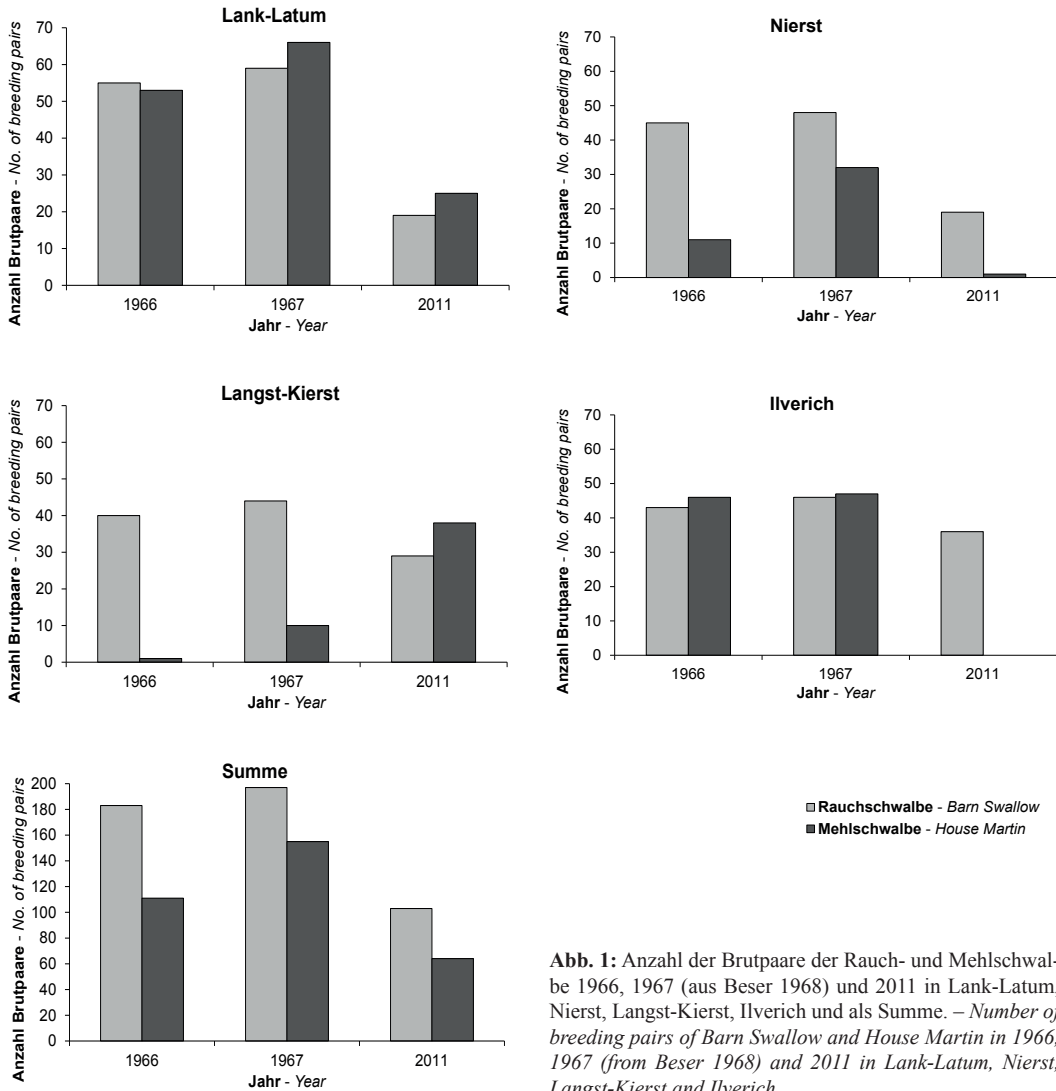 Lank-Latum
Anzahl Brutpaare - No. of breeding pairs
70
60
50
40
30
20
10
0
1966 1967 2011
Jahr - Year
Nierst
Anzahl Brutpaare - No. of breeding pairs
70
60
50
40
30
20
10
0
1966 1967 2011
Jahr - Year
Langst-Kierst
Anzahl Brutpaare - No. of breeding pairs
70
60
50
40
30
20
10
0
1966 1967 2011
Jahr - Year
Ilverich
Anzahl Brutpaare - No. of breeding pairs
70
60
50
40
30
20
10
0
1966 1967 2011
Jahr - Year
Summe
Anzahl Brutpaare - No. of breeding pairs
200
180
160
140
120
100
80
60
40
20
0
1966 1967 2011
Jahr - Year
Rauchschwalbe - Barn Swallow
Mehlschwalbe - House Martin
Abb. 1: Anzahl der Brutpaare der Rauch- und Mehlschwal-
be 1966, 1967 (aus Beser 1968) und 2011 in Lank-Latum,
Nierst, Langst-Kierst, Ilverich und als Summe. – Number of
breeding pairs of Barn Swallow and House Martin in 1966,
1967 (from Beser 1968) and 2011 in Lank-Latum, Nierst,
Langst-Kierst and Ilverich